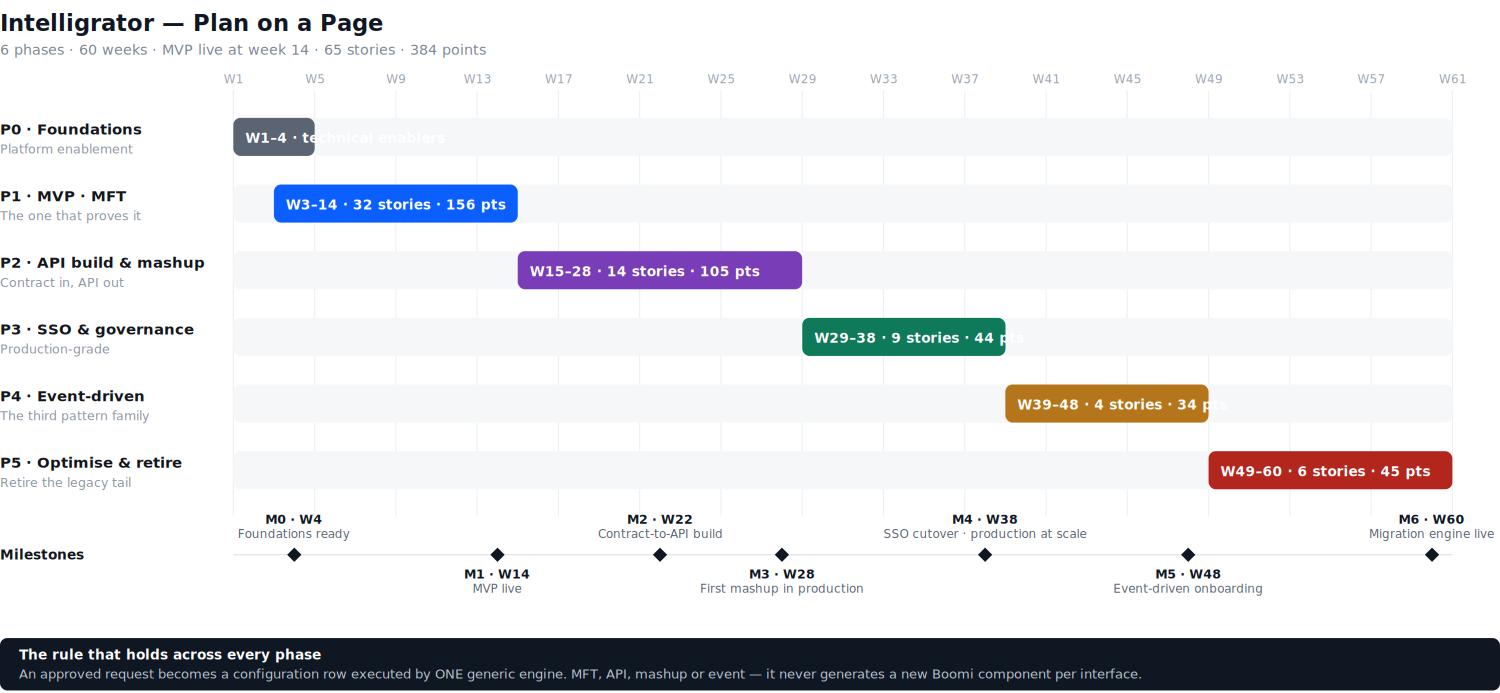 Intelligrator — Plan on a Page
6 phases · 60 weeks · MVP live at week 14 · 65 stories · 384 points
W1 W5 W9 W13 W17 W21 W25 W29 W33 W37 W41 W45 W49 W53 W57 W61
P0 · Foundations
Platform enablement
W1–4 · technical enablers
P1 · MVP · MFT
The one that proves it
W3–14 · 32 stories · 156 pts
P2 · API build & mashup
Contract in, API out
W15–28 · 14 stories · 105 pts
P3 · SSO & governance
Production-grade
W29–38 · 9 stories · 44 pts
P4 · Event-driven
The third pattern family
W39–48 · 4 stories · 34 pts
P5 · Optimise & retire
Retire the legacy tail
W49–60 · 6 stories · 45 pts
Milestones
M0 · W4
Foundations ready
M1 · W14
MVP live
M2 · W22
Contract-to-API build
M3 · W28
First mashup in production
M4 · W38
SSO cutover · production at scale
M5 · W48
Event-driven onboarding
M6 · W60
Migration engine live
The rule that holds across every phase
An approved request becomes a configuration row executed by ONE generic engine. MFT, API, mashup or event — it never generates a new Boomi component per interface.